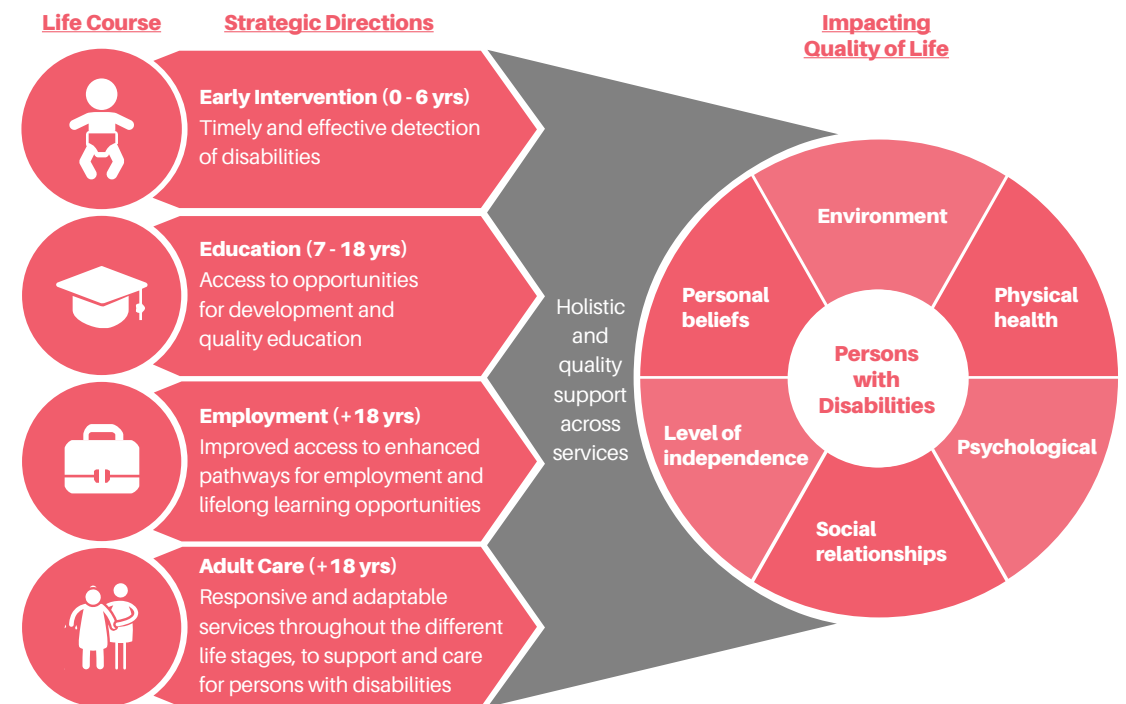 Life Course
Strategic Directions
Impacting
Quality of Life
Early Intervention (0 - 6 yrs)
Timely and effective detection
of disabilities
Education (7 - 18 yrs)
Access to opportunities
for development and
quality education
Employment (+18 yrs)
Improved access to enhanced
pathways for employment and
lifelong learning opportunities
Adult Care (+18 yrs)
Responsive and adaptable
services throughout the different
life stages, to support and care
for persons with disabilities
Holistic
and
quality
support
across
services
Environment
Physical
health
Psychological
Social
relationships
Level of
independence
Personal
beliefs
Persons
with
Disabilities